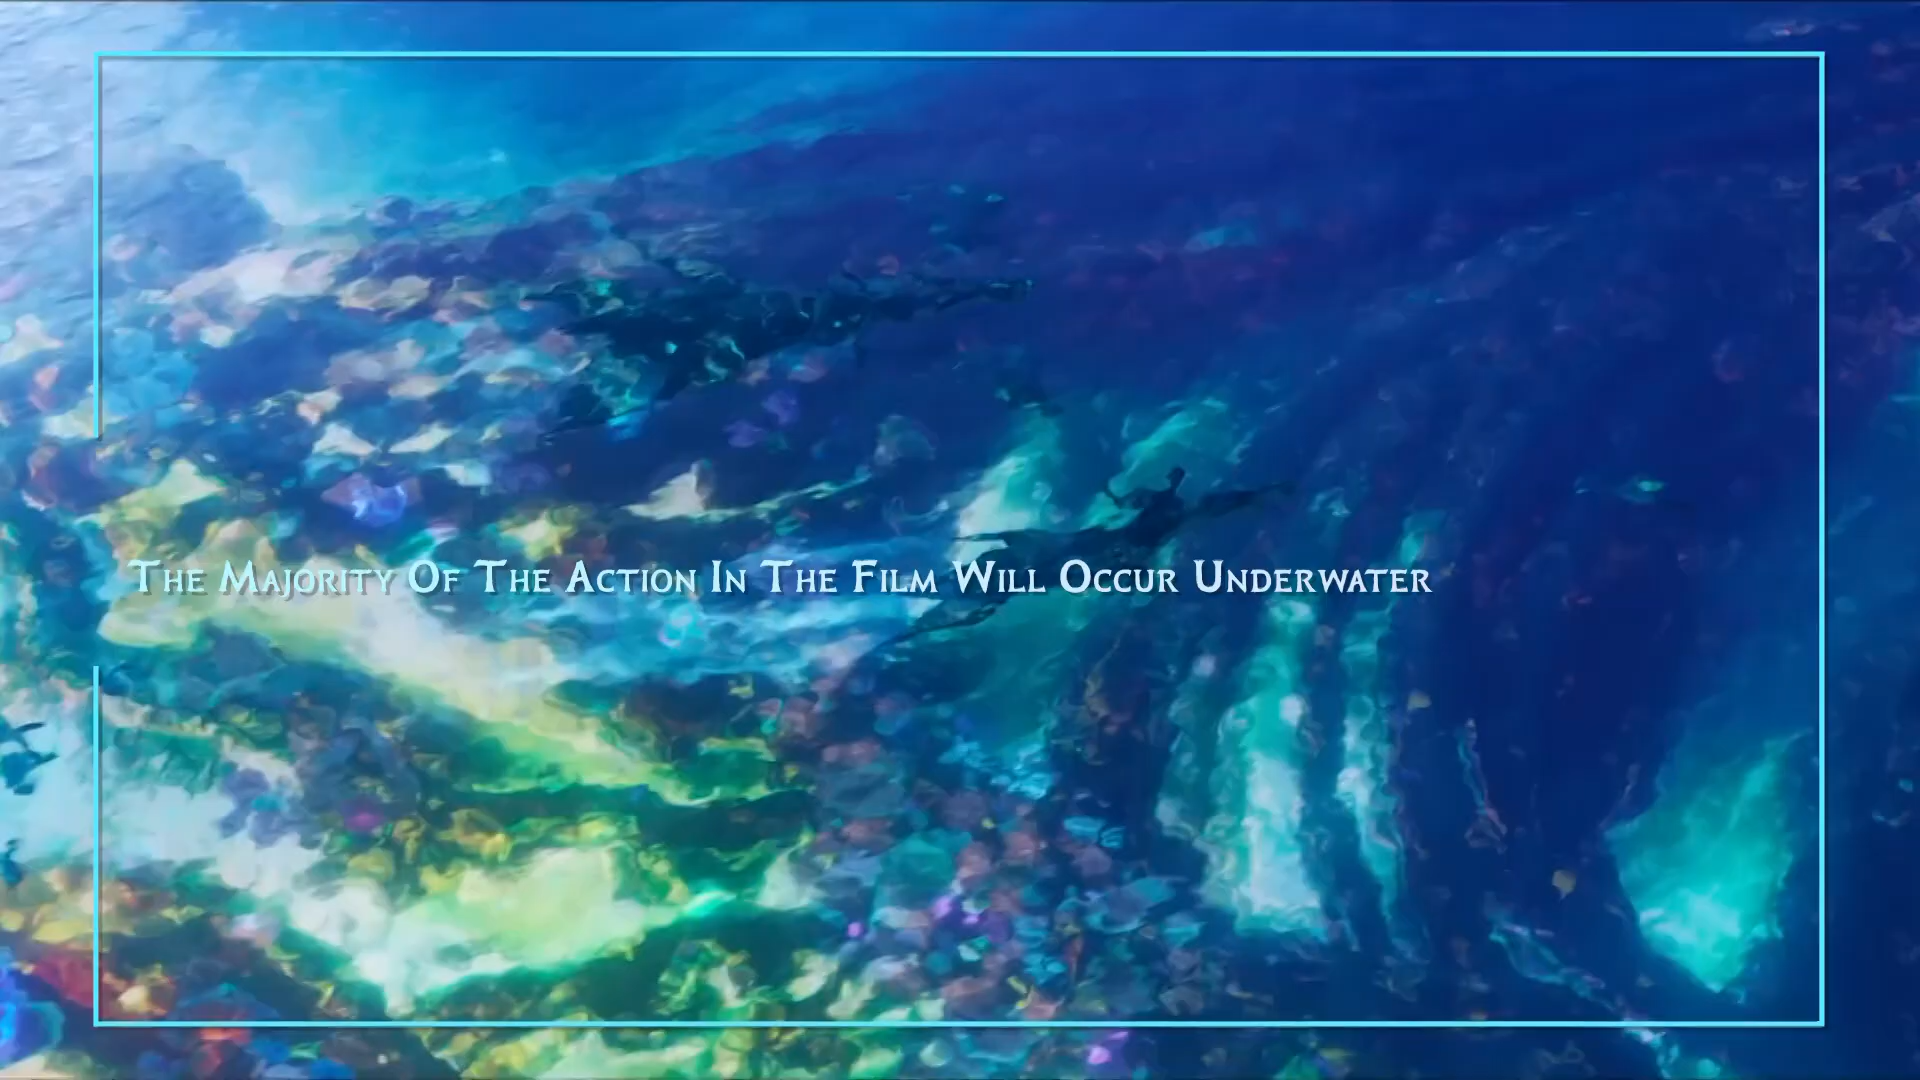 The Majority Of The Action In The Film Will Occur Underwater